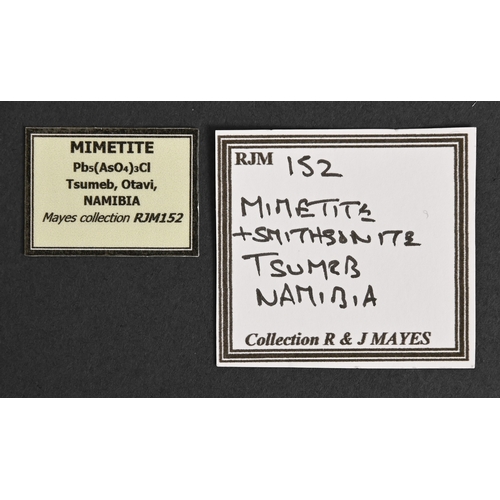 MIMETITE
Pb₅(AsO₄)₃Cl
Tsumeb, Otavi,
NAMIBIA
Mayes collection RJM152
RJM 152
MIMETITE
+SMITHSONITE
TSUMEB
NAMIBIA
Collection R & J MAYES